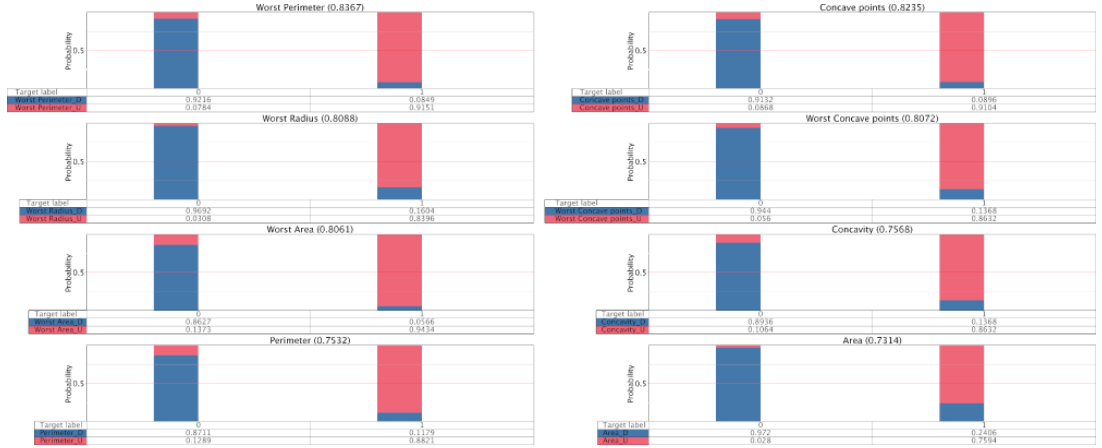 Worst Perimeter (0.8367)
Probability
0.5
Target label 0 1
Worst Perimeter_D 0.9216 0.0849
Worst Perimeter_U 0.0784 0.9151
Concave points (0.8235)
Probability
0.5
Target label 0 1
Concave points_D 0.9132 0.0896
Concave points_U 0.0868 0.9104
Worst Radius (0.8088)
Probability
0.5
Target label 0 1
Worst Radius_D 0.9692 0.1604
Worst Radius_U 0.0308 0.8396
Worst Concave points (0.8072)
Probability
0.5
Target label 0 1
Worst Concave points_D 0.944 0.1368
Worst Concave points_U 0.056 0.8632
Worst Area (0.8061)
Probability
0.5
Target label 0 1
Worst Area_D 0.8627 0.0566
Worst Area_U 0.1373 0.9434
Concavity (0.7568)
Probability
0.5
Target label 0 1
Concavity_D 0.8936 0.1368
Concavity_U 0.1064 0.8632
Perimeter (0.7532)
Probability
0.5
Target label 0 1
Perimeter_D 0.8711 0.1179
Perimeter_U 0.1289 0.8821
Area (0.7314)
Probability
0.5
Target label 0 1
Area_D 0.972 0.2406
Area_U 0.028 0.7594